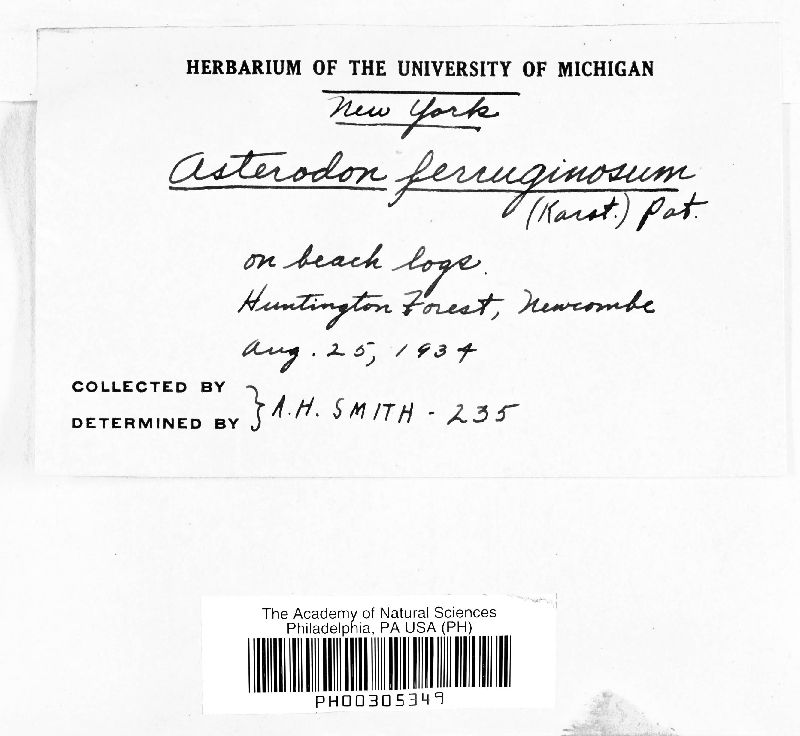 HERBARIUM OF THE UNIVERSITY OF MICHIGAN
New York
Asterodon ferruginosum
(Karst.) Pat.
on beach logs.
Huntington Forest, Newcombe
Aug. 25, 1934
COLLECTED BY
DETERMINED BY } A.H. SMITH - 235
The Academy of Natural Sciences
Philadelphia, PA USA (PH)
PH00305349